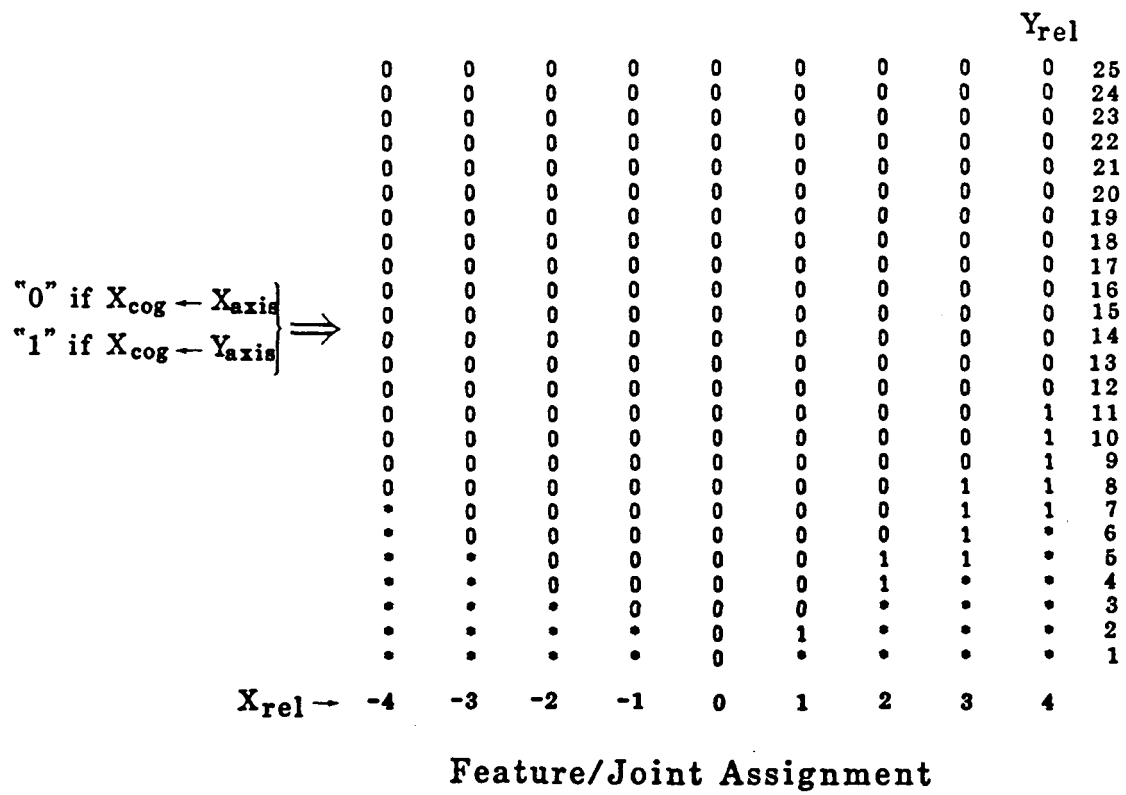 Yrel
0 0 0 0 0 0 0 0 0 25
0 0 0 0 0 0 0 0 0 24
0 0 0 0 0 0 0 0 0 23
0 0 0 0 0 0 0 0 0 22
0 0 0 0 0 0 0 0 0 21
0 0 0 0 0 0 0 0 0 20
0 0 0 0 0 0 0 0 0 19
0 0 0 0 0 0 0 0 0 18
0 0 0 0 0 0 0 0 0 17
"0" if Xcog ← Xaxis 0 0 0 0 0 0 0 0 0 16
0 0 0 0 0 0 0 0 0 15
"1" if Xcog ← Yaxis } ⇒ 0 0 0 0 0 0 0 0 0 14
0 0 0 0 0 0 0 0 0 13
0 0 0 0 0 0 0 0 0 12
0 0 0 0 0 0 0 0 1 11
0 0 0 0 0 0 0 0 1 10
0 0 0 0 0 0 0 0 1 9
0 0 0 0 0 0 0 1 1 8
* 0 0 0 0 0 0 1 1 7
* 0 0 0 0 0 0 1 * 6
* * 0 0 0 0 1 1 * 5
* * 0 0 0 0 1 * * 4
* * * 0 0 0 * * * 3
* * * * 0 1 * * * 2
* * * * 0 * * * * 1
Xrel → -4 -3 -2 -1 0 1 2 3 4
Feature/Joint Assignment